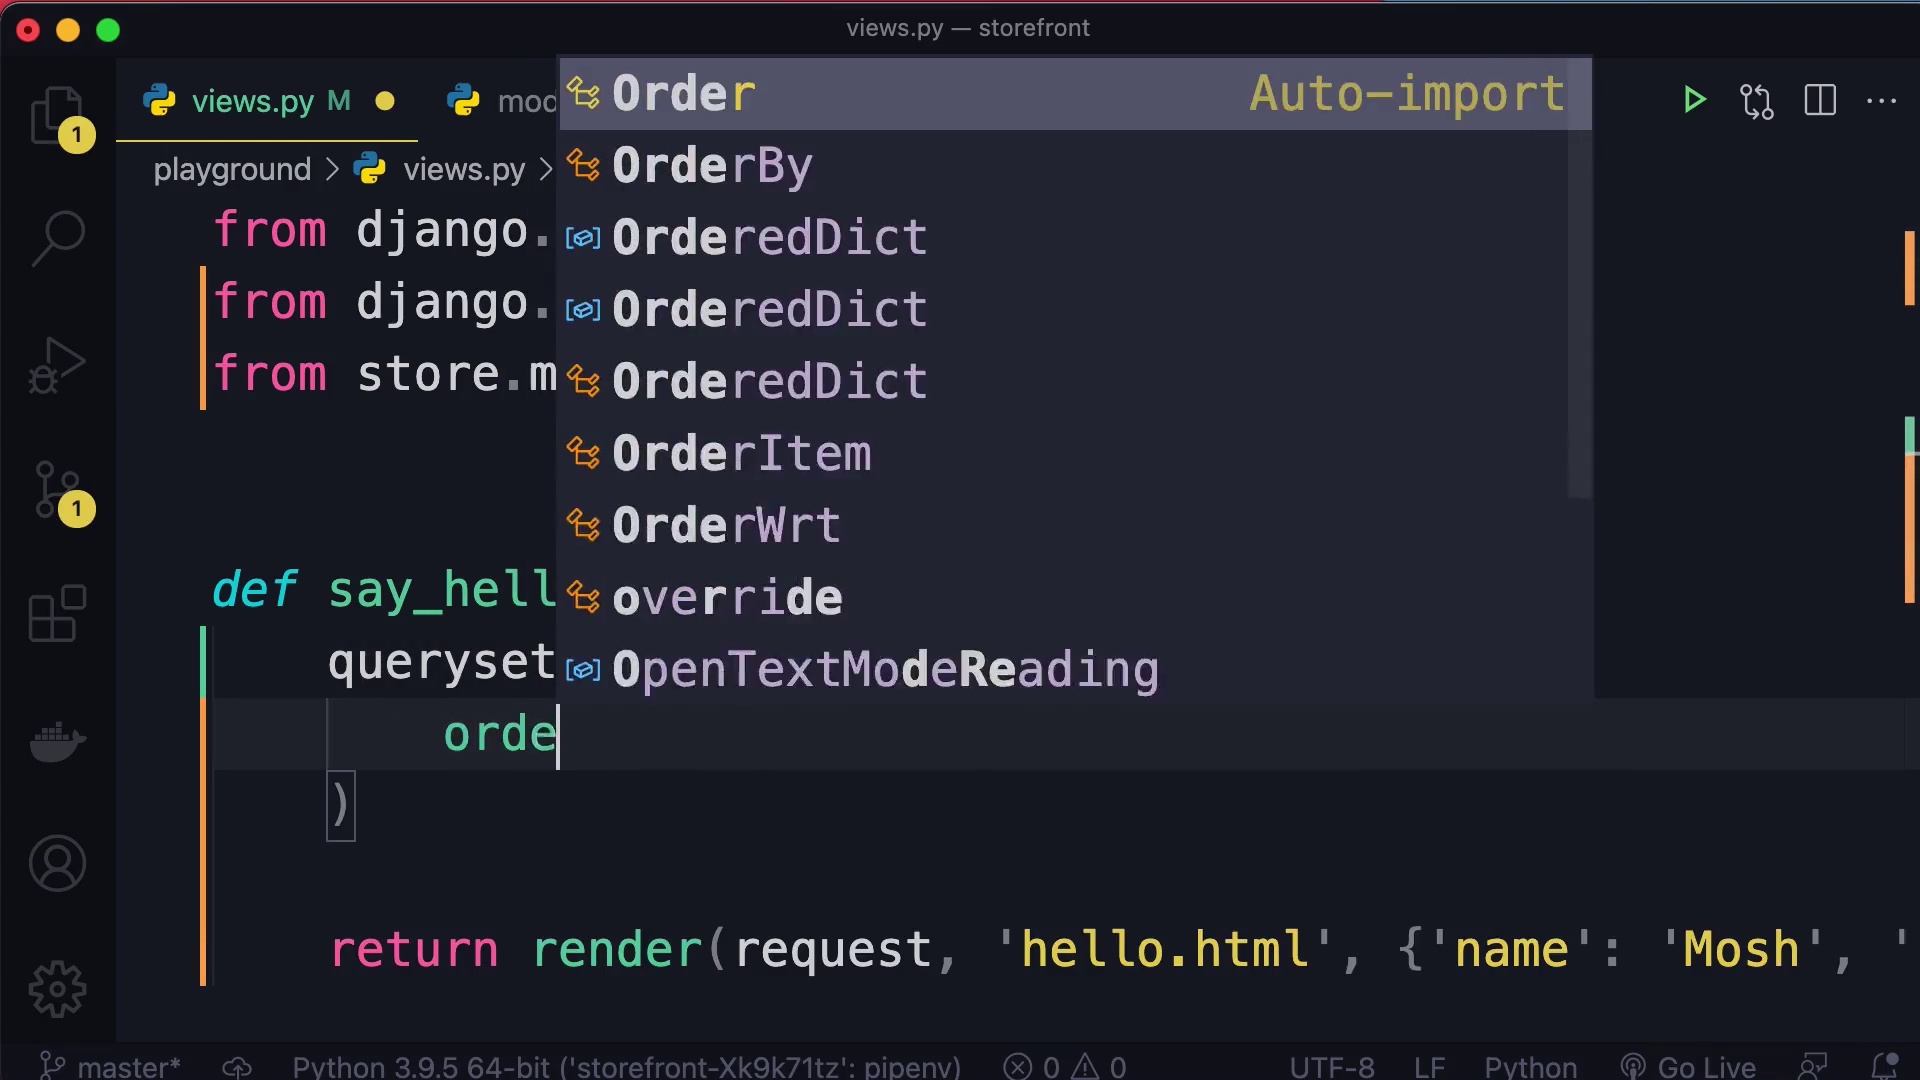 views.py — storefront
views.py M
mod
Order Auto-import
1
playground > views.py >
OrderBy
from django.
OrderedDict
from django.
OrderedDict
from store.m
OrderedDict
OrderItem
1
OrderWrt
def say_hell
override
queryset
OpenTextModeReading
orde
)
return render(request, 'hello.html', {'name': 'Mosh', '
master* Python 3.9.5 64-bit ('storefront-Xk9k71tz': pipenv) 0 0 UTF-8 LF Python Go Live